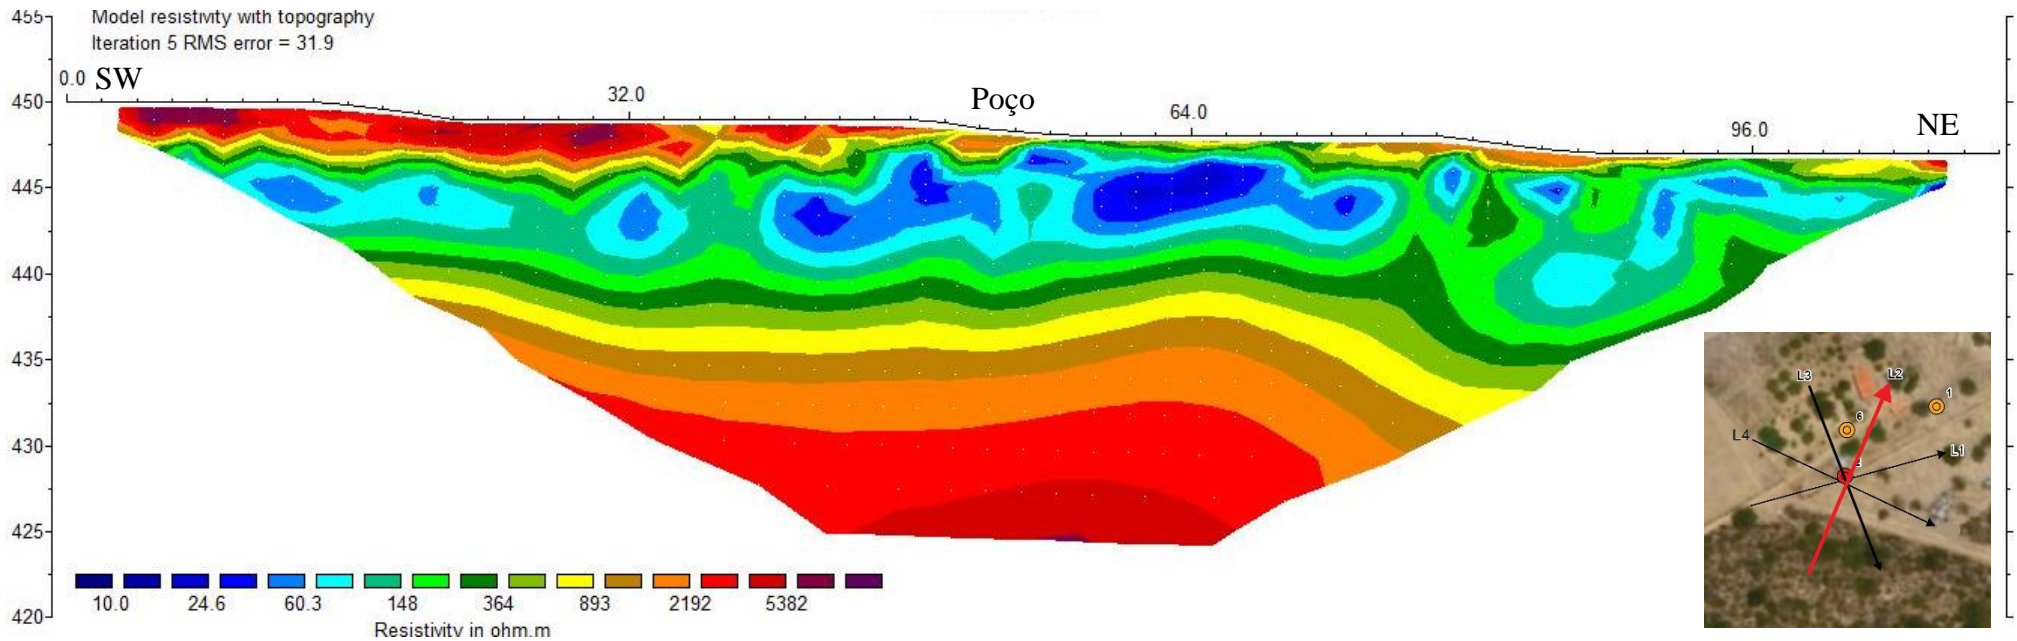 455
Model resistivity with topography
Iteration 5 RMS error = 31.9
0.0 SW
32.0
Poço
64.0
96.0
NE
450
445
440
435
430
425
420
L3
L2
1
6
L4
L1
10.0 24.6 60.3 148 364 893 2192 5382
Resistivity in ohm.m